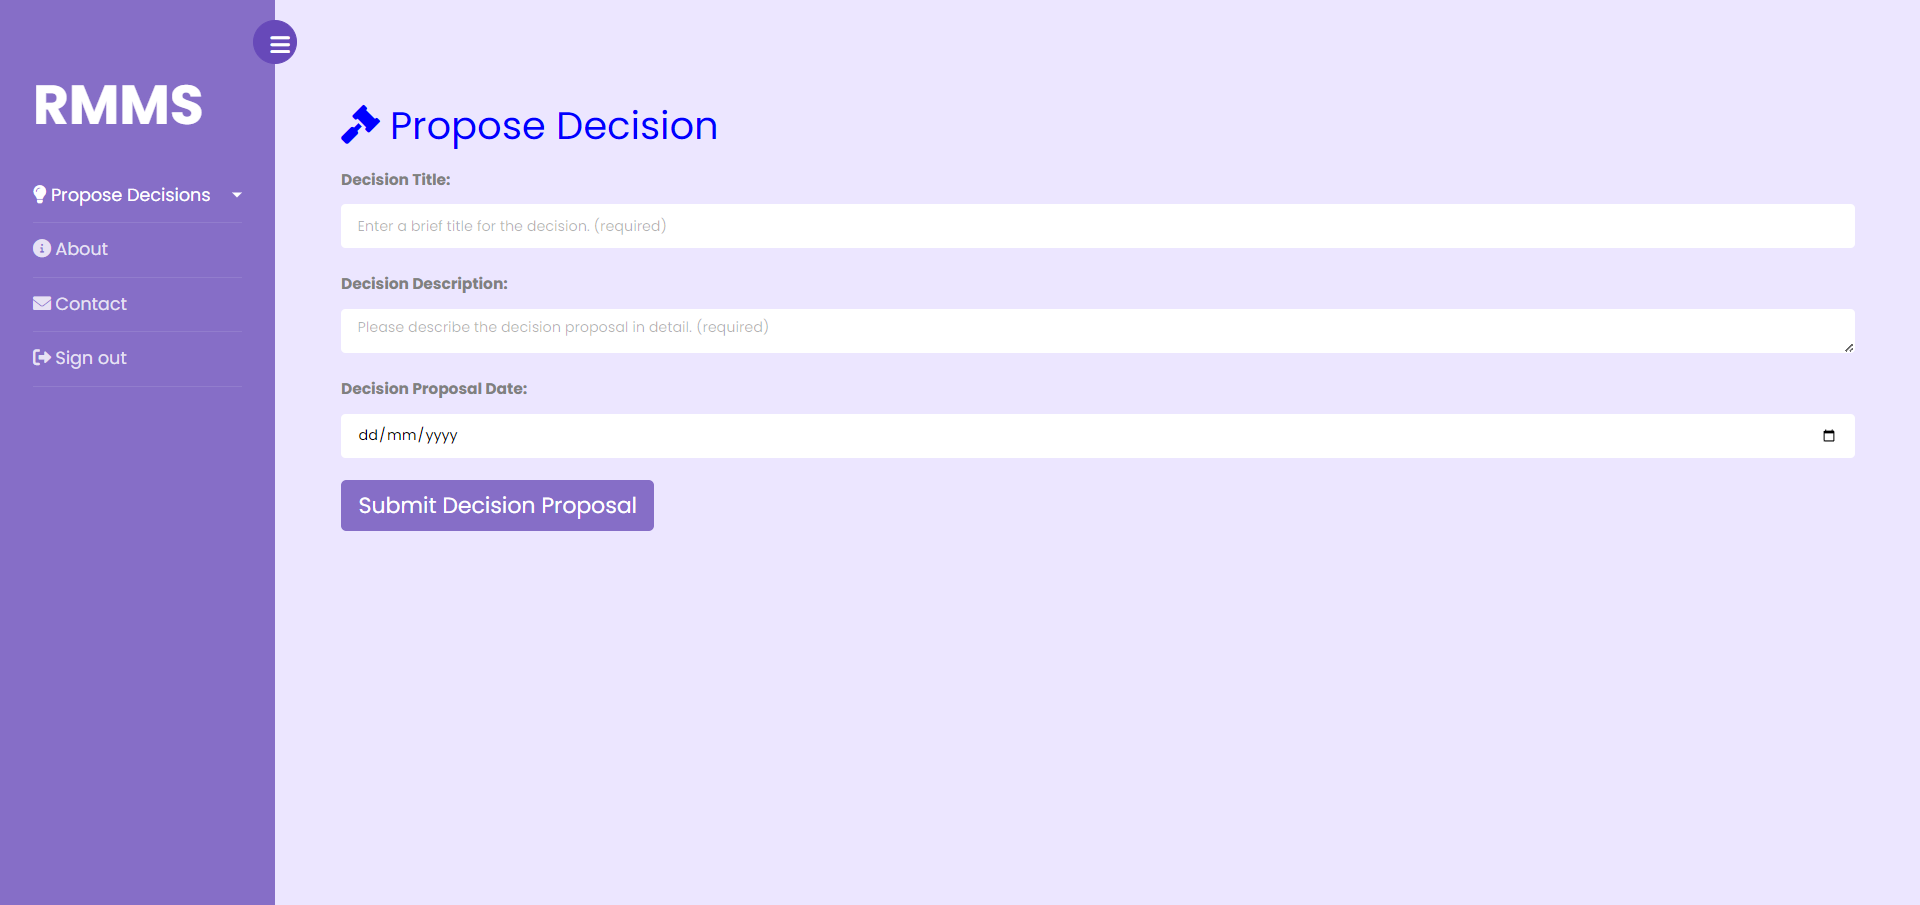 RMMS
Propose Decisions
About
Contact
Sign out
Propose Decision
Decision Title:
Enter a brief title for the decision. (required)
Decision Description:
Please describe the decision proposal in detail. (required)
Decision Proposal Date:
dd/mm/yyyy
Submit Decision Proposal